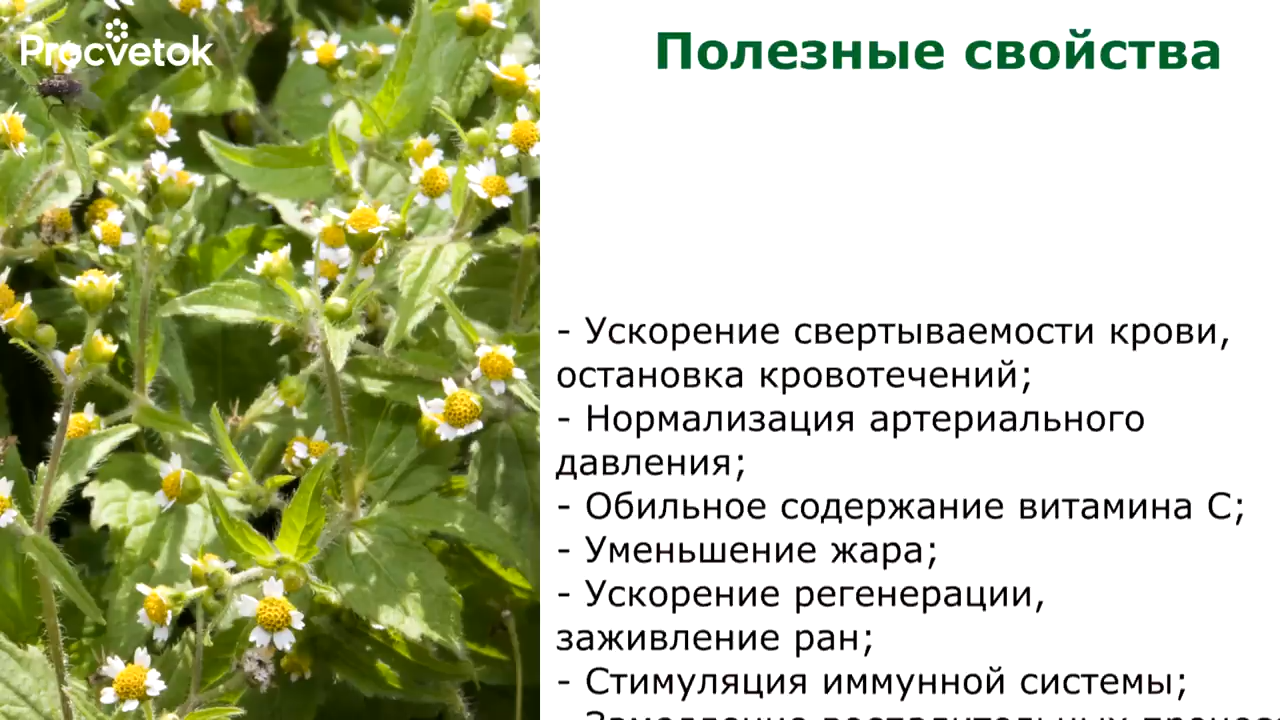 Procvetok
Полезные свойства
- Ускорение свертываемости крови,
остановка кровотечений;
- Нормализация артериального
давления;
- Обильное содержание витамина С;
- Уменьшение жара;
- Ускорение регенерации,
заживление ран;
- Стимуляция иммунной системы;